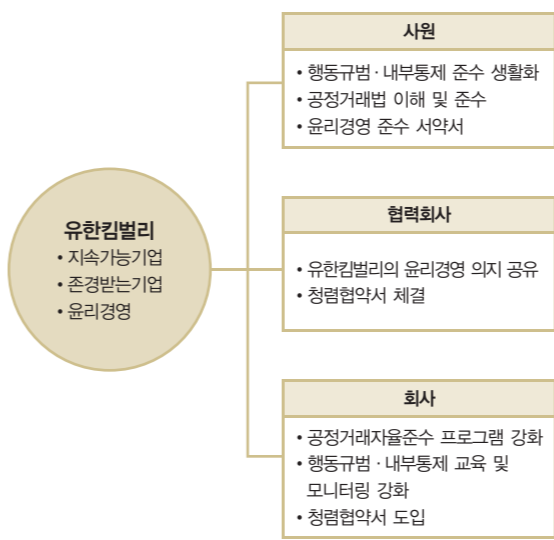 유한킴벌리
• 지속가능기업
• 존경받는기업
• 윤리경영
사원
• 행동규범 · 내부통제 준수 생활화
• 공정거래법 이해 및 준수
• 윤리경영 준수 서약서
협력회사
• 유한킴벌리의 윤리경영 의지 공유
• 청렴협약서 체결
회사
• 공정거래자율준수 프로그램 강화
• 행동규범 · 내부통제 교육 및
모니터링 강화
• 청렴협약서 도입